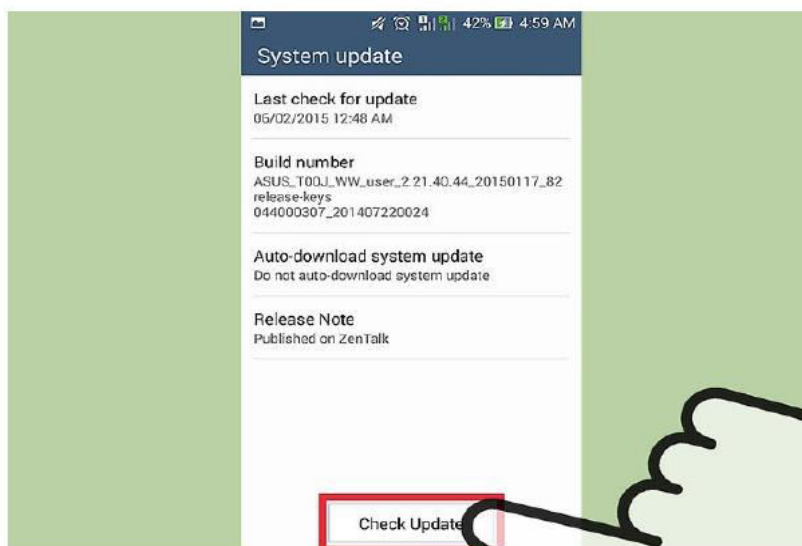 42% 4:59 AM
System update
Last check for update
05/02/2015 12:48 AM
Build number
ASUS_T00J_WW_user_2.21.40.44_20150117_82
release-keys
044000307_201407220024
Auto-download system update
Do not auto-download system update
Release Note
Published on ZenTalk
Check Update